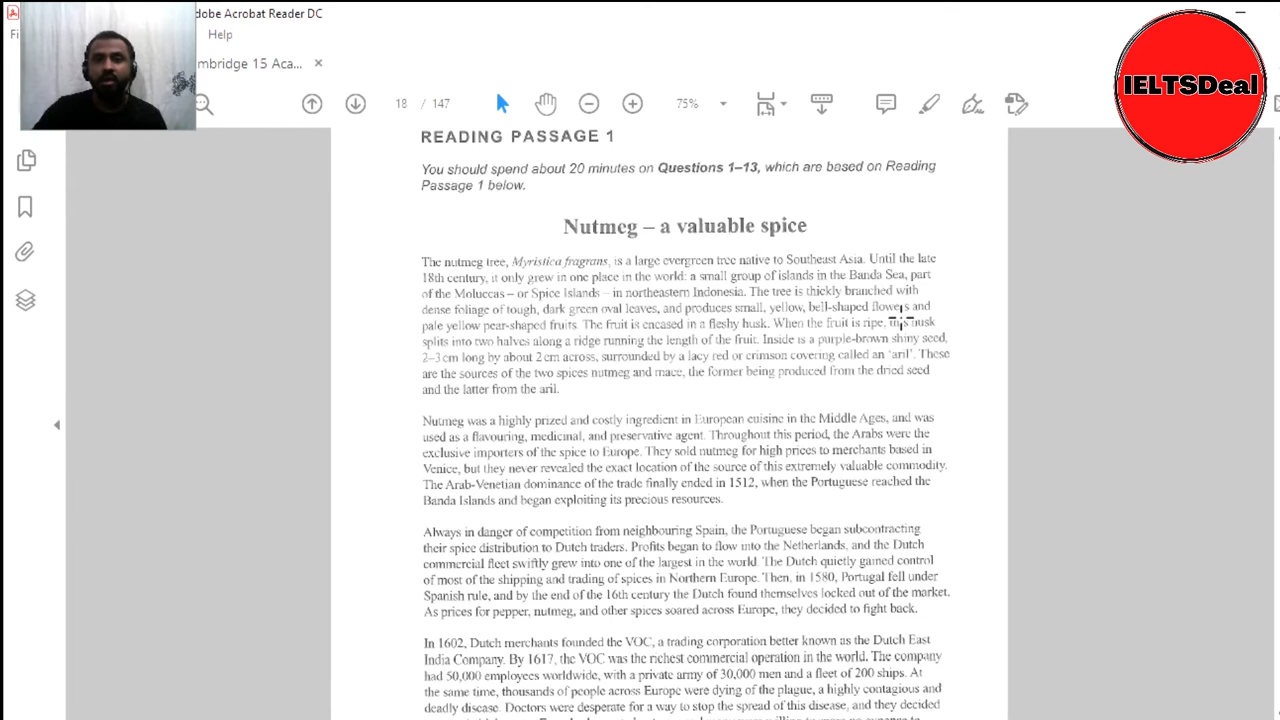 dobe Acrobat Reader DC
IELTSDeal
Fi
Help
mbridge 15 Aca...
18 / 147
75%
READING PASSAGE 1
You should spend about 20 minutes on Questions 1–13, which are based on Reading
Passage 1 below.
Nutmeg – a valuable spice
The nutmeg tree, Myristica fragrans, is a large evergreen tree native to Southeast Asia. Until the late
18th century, it only grew in one place in the world: a small group of islands in the Banda Sea, part
of the Moluccas – or Spice Islands – in northeastern Indonesia. The tree is thickly branched with
dense foliage of tough, dark green oval leaves, and produces small, yellow, bell-shaped flowers and
pale yellow pear-shaped fruits. The fruit is encased in a fleshy husk. When the fruit is ripe, this husk
splits into two halves along a ridge running the length of the fruit. Inside is a purple-brown shiny seed,
2–3 cm long by about 2 cm across, surrounded by a lacy red or crimson covering called an 'aril'. These
are the sources of the two spices nutmeg and mace, the former being produced from the dried seed
and the latter from the aril.
Nutmeg was a highly prized and costly ingredient in European cuisine in the Middle Ages, and was
used as a flavouring, medicinal, and preservative agent. Throughout this period, the Arabs were the
exclusive importers of the spice to Europe. They sold nutmeg for high prices to merchants based in
Venice, but they never revealed the exact location of the source of this extremely valuable commodity.
The Arab-Venetian dominance of the trade finally ended in 1512, when the Portuguese reached the
Banda Islands and began exploiting its precious resources.
Always in danger of competition from neighbouring Spain, the Portuguese began subcontracting
their spice distribution to Dutch traders. Profits began to flow into the Netherlands, and the Dutch
commercial fleet swiftly grew into one of the largest in the world. The Dutch quietly gained control
of most of the shipping and trading of spices in Northern Europe. Then, in 1580, Portugal fell under
Spanish rule, and by the end of the 16th century the Dutch found themselves locked out of the market.
As prices for pepper, nutmeg, and other spices soared across Europe, they decided to fight back.
In 1602, Dutch merchants founded the VOC, a trading corporation better known as the Dutch East
India Company. By 1617, the VOC was the richest commercial operation in the world. The company
had 50,000 employees worldwide, with a private army of 30,000 men and a fleet of 200 ships. At
the same time, thousands of people across Europe were dying of the plague, a highly contagious and
deadly disease. Doctors were desperate for a way to stop the spread of this disease, and they decided